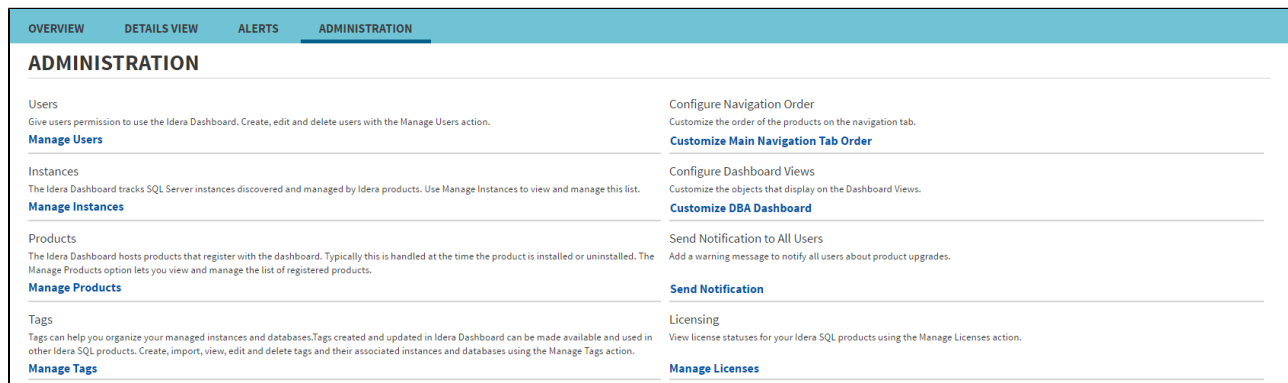 OVERVIEW DETAILS VIEW ALERTS ADMINISTRATION
ADMINISTRATION
Users
Give users permission to use the Idera Dashboard. Create, edit and delete users with the Manage Users action.
Manage Users
Instances
The Idera Dashboard tracks SQL Server instances discovered and managed by Idera products. Use Manage Instances to view and manage this list.
Manage Instances
Products
The Idera Dashboard hosts products that register with the dashboard. Typically this is handled at the time the product is installed or uninstalled. The
Manage Products option lets you view and manage the list of registered products.
Manage Products
Tags
Tags can help you organize your managed instances and databases.Tags created and updated in Idera Dashboard can be made available and used in
other Idera SQL products. Create, import, view, edit and delete tags and their associated instances and databases using the Manage Tags action.
Manage Tags
Configure Navigation Order
Customize the order of the products on the navigation tab.
Customize Main Navigation Tab Order
Configure Dashboard Views
Customize the objects that display on the Dashboard Views.
Customize DBA Dashboard
Send Notification to All Users
Add a warning message to notify all users about product upgrades.
Send Notification
Licensing
View license statuses for your Idera SQL products using the Manage Licenses action.
Manage Licenses